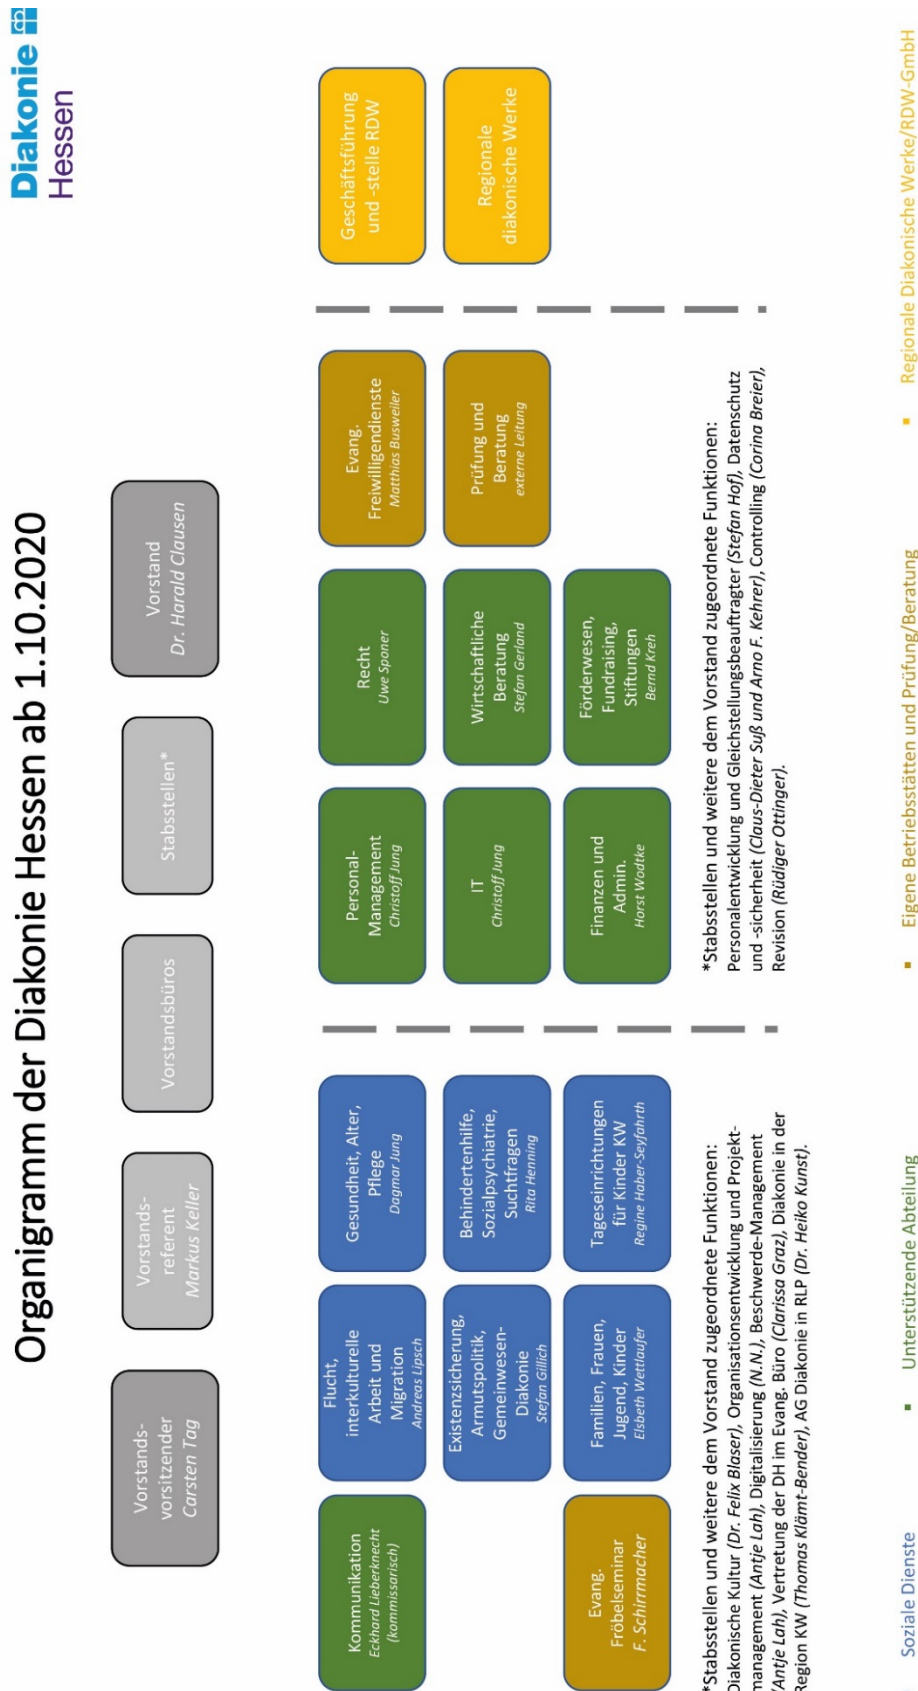 Organigramm der Diakonie Hessen ab 1.10.2020
Diakonie
Hessen
Vorstands-
vorsitzender
Carsten Tag
Vorstands-
referent
Markus Keller
Vorstandsbüros
Stabsstellen*
Vorstand
Dr. Harald Clausen
Kommunikation
Eckhard Lieberknecht
(kommissarisch)
Flucht,
interkulturelle
Arbeit und
Migration
Andreas Lipsch
Gesundheit, Alter,
Pflege
Dagmar Jung
Personal-
Management
Christoff Jung
Recht
Uwe Sponer
Evang.
Freiwilligendienste
Matthias Busweiler
Geschäftsführung
und -stelle RDW
Existenzsicherung,
Armutspolitik,
Gemeinwesen-
Diakonie
Stefan Gillich
Behindertenhilfe,
Sozialpsychiatrie,
Suchtfragen
Rita Henning
IT
Christoff Jung
Wirtschaftliche
Beratung
Stefan Gerland
Prüfung und
Beratung
externe Leitung
Regionale
diakonische Werke
Evang.
Fröbelseminar
F. Schirrmacher
Familien, Frauen,
Jugend, Kinder
Elsbeth Wettlaufer
Tageseinrichtungen
für Kinder KW
Regine Haber-Seyfahrth
Finanzen und
Admin.
Horst Wodtke
Förderwesen,
Fundraising,
Stiftungen
Bernd Kreh
*Stabsstellen und weitere dem Vorstand zugeordnete Funktionen:
Diakonische Kultur (Dr. Felix Blaser), Organisationsentwicklung und Projekt-
management (Antje Lah), Digitalisierung (N.N.), Beschwerde-Management
(Antje Lah), Vertretung der DH im Evang. Büro (Clarissa Graz), Diakonie in der
Region KW (Thomas Klämt-Bender), AG Diakonie in RLP (Dr. Heiko Kunst).
*Stabsstellen und weitere dem Vorstand zugeordnete Funktionen:
Personalentwicklung und Gleichstellungsbeauftragter (Stefan Hof), Datenschutz
und -sicherheit (Claus-Dieter Suß und Arno F. Kehrer), Controlling (Corina Breier),
Revision (Rüdiger Ottinger).
Soziale Dienste
▪ Unterstützende Abteilung
▪ Eigene Betriebsstätten und Prüfung/Beratung
▪ Regionale Diakonische Werke/RDW-GmbH